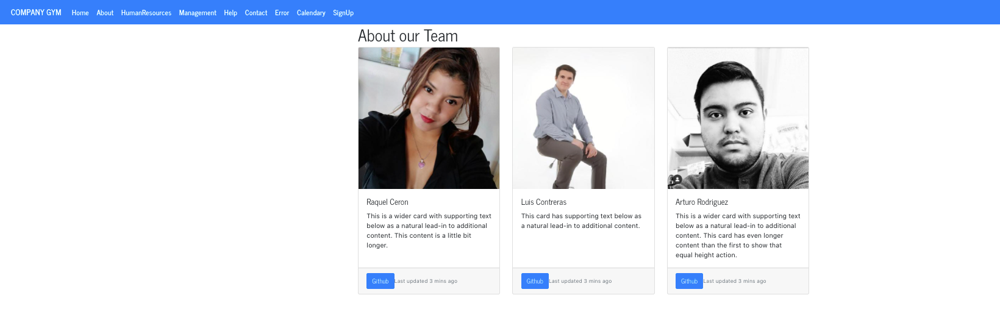 COMPANY GYM Home About HumanResources Management Help Contact Error Calendary SignUp
About our Team
Raquel Ceron
This is a wider card with supporting text
below as a natural lead-in to additional
content. This content is a little bit
longer.
Github Last updated 3 mins ago
Luis Contreras
This card has supporting text below as
a natural lead-in to additional content.
Github Last updated 3 mins ago
Arturo Rodriguez
This is a wider card with supporting text
below as a natural lead-in to additional
content. This card has even longer
content than the first to show that
equal height action.
Github Last updated 3 mins ago